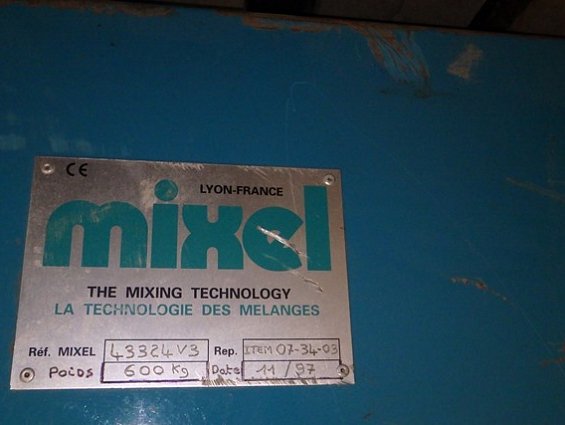 CE
LYON-FRANCE
mixel
THE MIXING TECHNOLOGY
LA TECHNOLOGIE DES MELANGES
Réf. MIXEL 43324V3 Rep. ITEM 07-34-03
POiDS 600 Kg Date 11/97